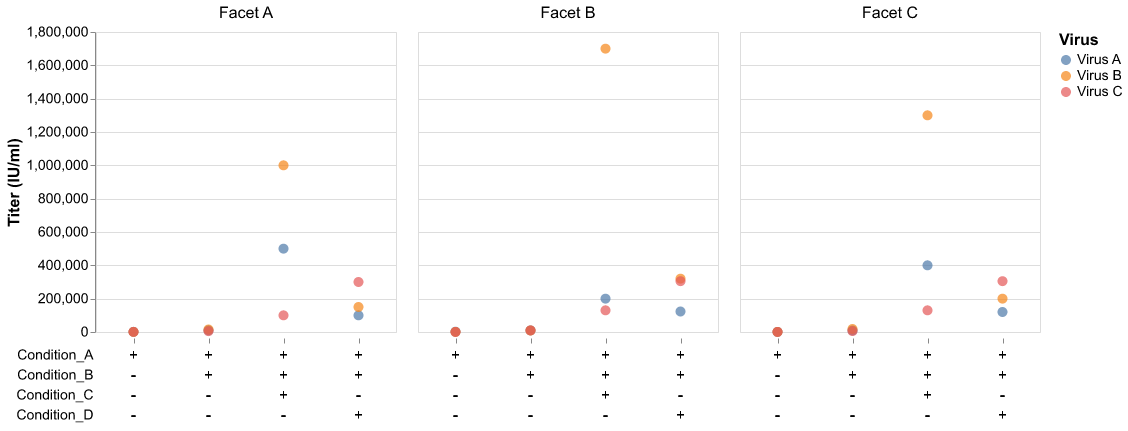 Facet A Facet B Facet C
Virus
Virus A
Virus B
Virus C
Titer (IU/ml)
1,800,000
1,600,000
1,400,000
1,200,000
1,000,000
800,000
600,000
400,000
200,000
0
Condition_A + + + + + + + + + + + +
Condition_B - + + + - + + + - + + +
Condition_C - - + - - - + - - - + -
Condition_D - - - + - - - + - - - +